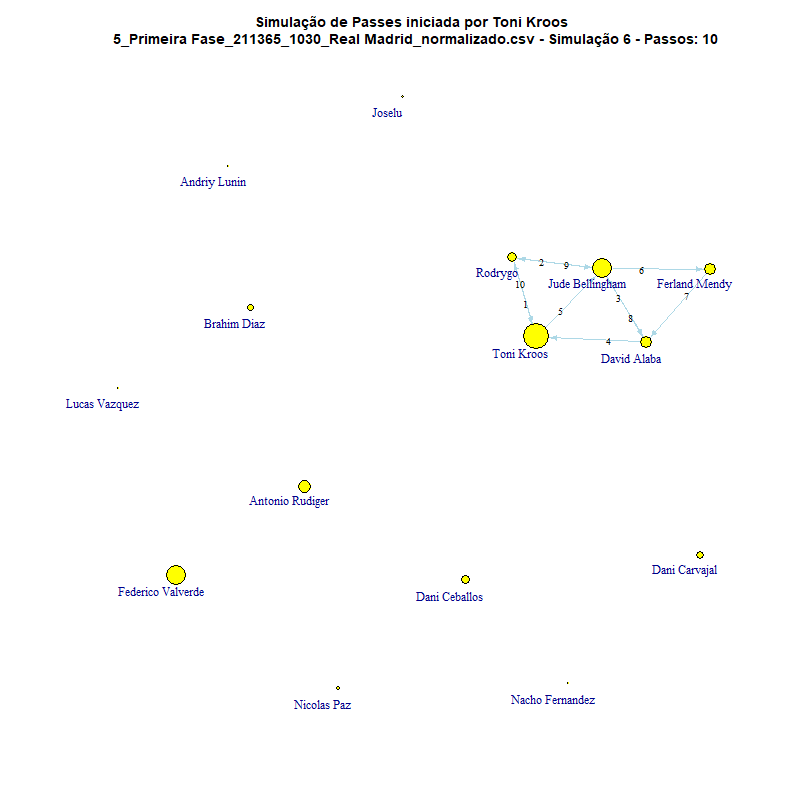 Simulação de Passes iniciada por Toni Kroos
5_Primeira Fase_211365_1030_Real Madrid_normalizado.csv - Simulação 6 - Passos: 10
Joselu
Andriy Lunin
2
9
6
Rodrygo
Jude Bellingham
Ferland Mendy
10
3
7
1
5
8
Brahim Diaz
4
Toni Kroos
David Alaba
Lucas Vazquez
Antonio Rudiger
Dani Carvajal
Federico Valverde
Dani Ceballos
Nicolas Paz
Nacho Fernandez